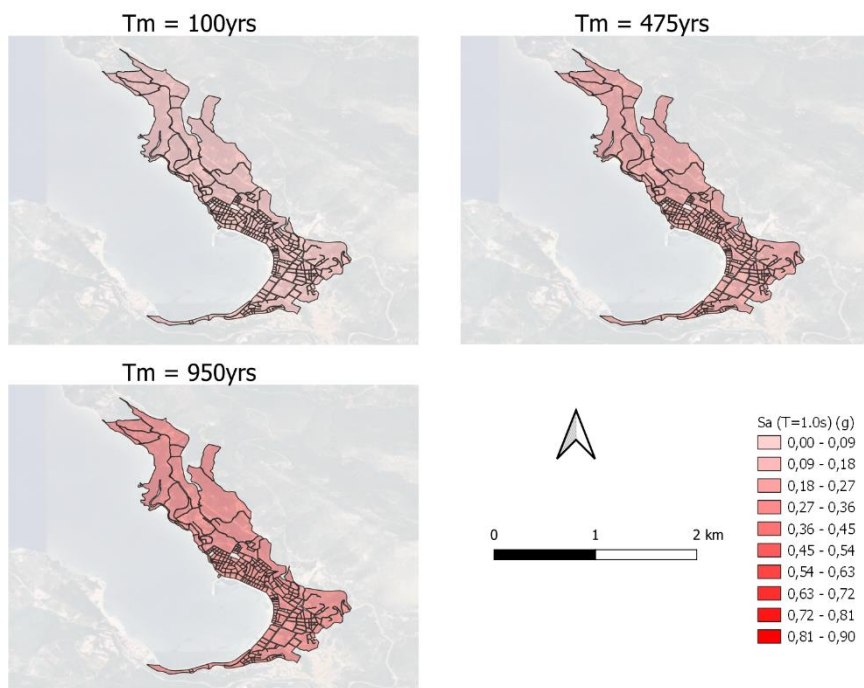 Tm = 100yrs
Tm = 475yrs
Tm = 950yrs
Sa (T=1.0s) (g)
0,00 - 0,09
0,09 - 0,18
0,18 - 0,27
0,27 - 0,36
0,36 - 0,45
0,45 - 0,54
0,54 - 0,63
0,63 - 0,72
0,72 - 0,81
0,81 - 0,90
0 1 2 km